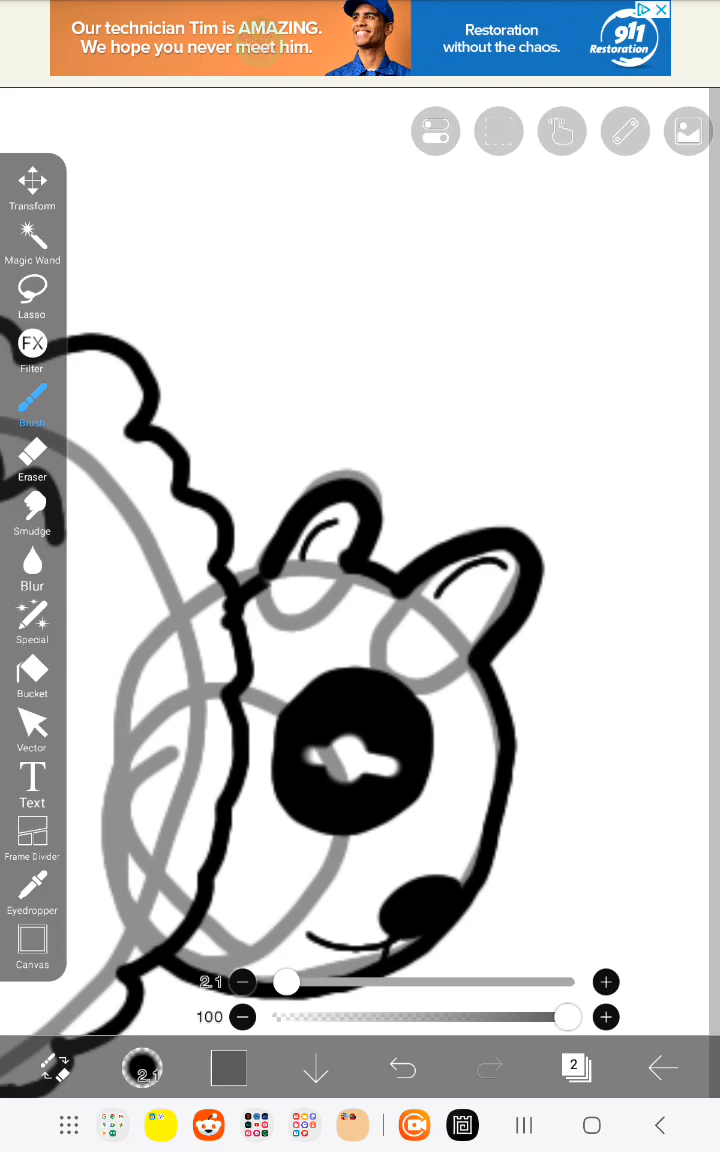 Our technician Tim is AMAZING.
We hope you never meet him.
Restoration
without the chaos.
911
Restoration
Transform
Magic Wand
Lasso
FX
Filter
Brush
Eraser
Smudge
Blur
Special
Bucket
Vector
T
Text
Frame Divider
Eyedropper
Canvas
2.1
100
2.1
2